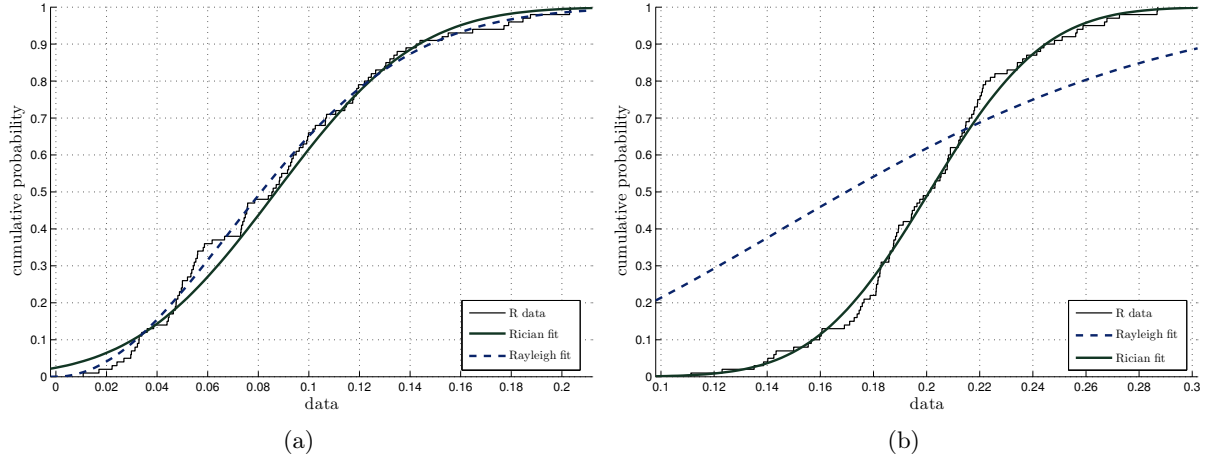 1
0.9
0.8
0.7
0.6
0.5
0.4
0.3
0.2
0.1
0
cumulative probability
0 0.02 0.04 0.06 0.08 0.1 0.12 0.14 0.16 0.18 0.2
data
R data
Rician fit
Rayleigh fit
(a)
1
0.9
0.8
0.7
0.6
0.5
0.4
0.3
0.2
0.1
0
cumulative probability
0.1 0.12 0.14 0.16 0.18 0.2 0.22 0.24 0.26 0.28 0.3
data
R data
Rayleigh fit
Rician fit
(b)